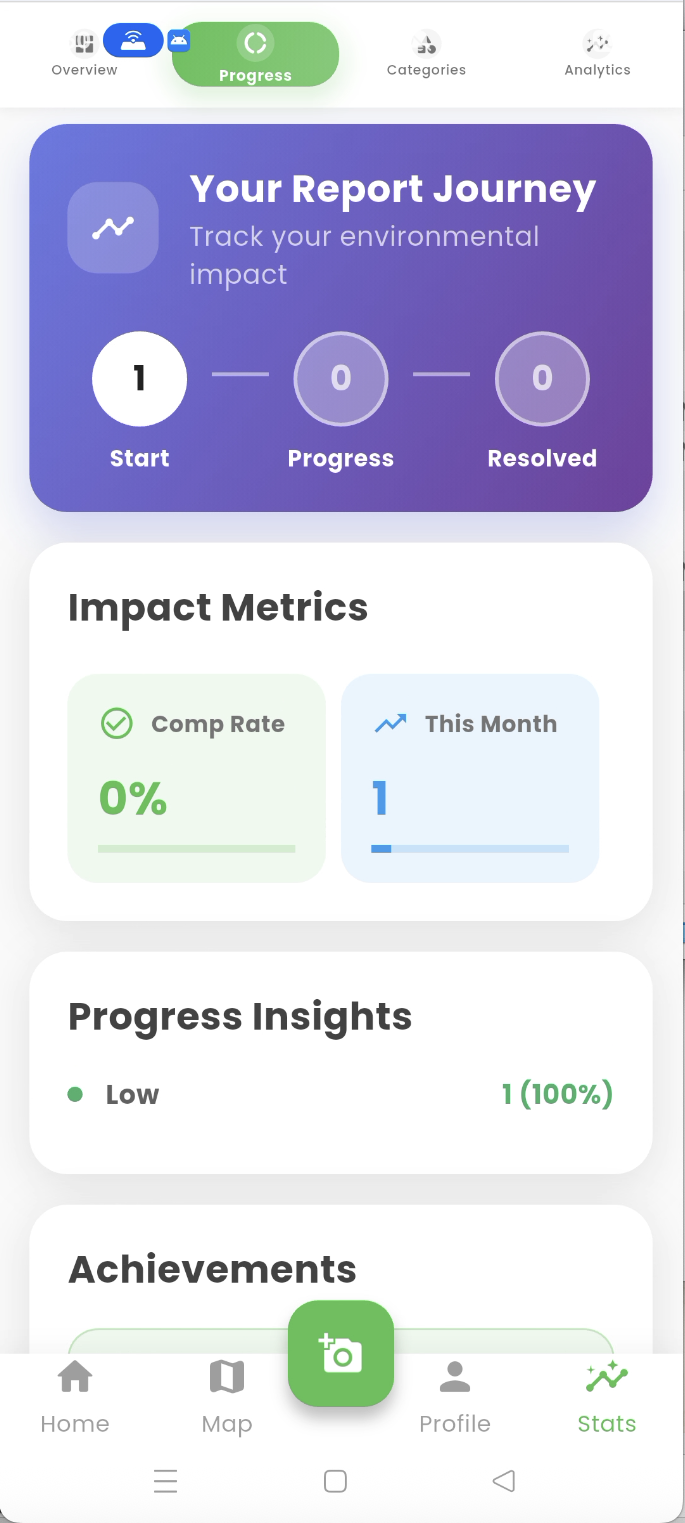 Overview
Progress
Categories
Analytics
Your Report Journey
Track your environmental
impact
1
0
0
Start
Progress
Resolved
Impact Metrics
Comp Rate
This Month
0%
1
Progress Insights
Low
1 (100%)
Achievements
Home
Map
Profile
Stats